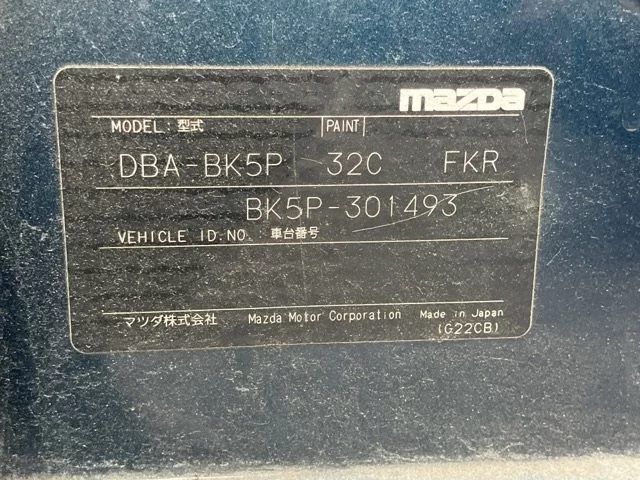 mazda
MODEL 型式 PAINT
DBA-BK5P 32C FKR
BK5P-301493
VEHICLE ID.NO. 車台番号
マツダ株式会社 Mazda Motor Corporation Made in Japan
(G22CB)